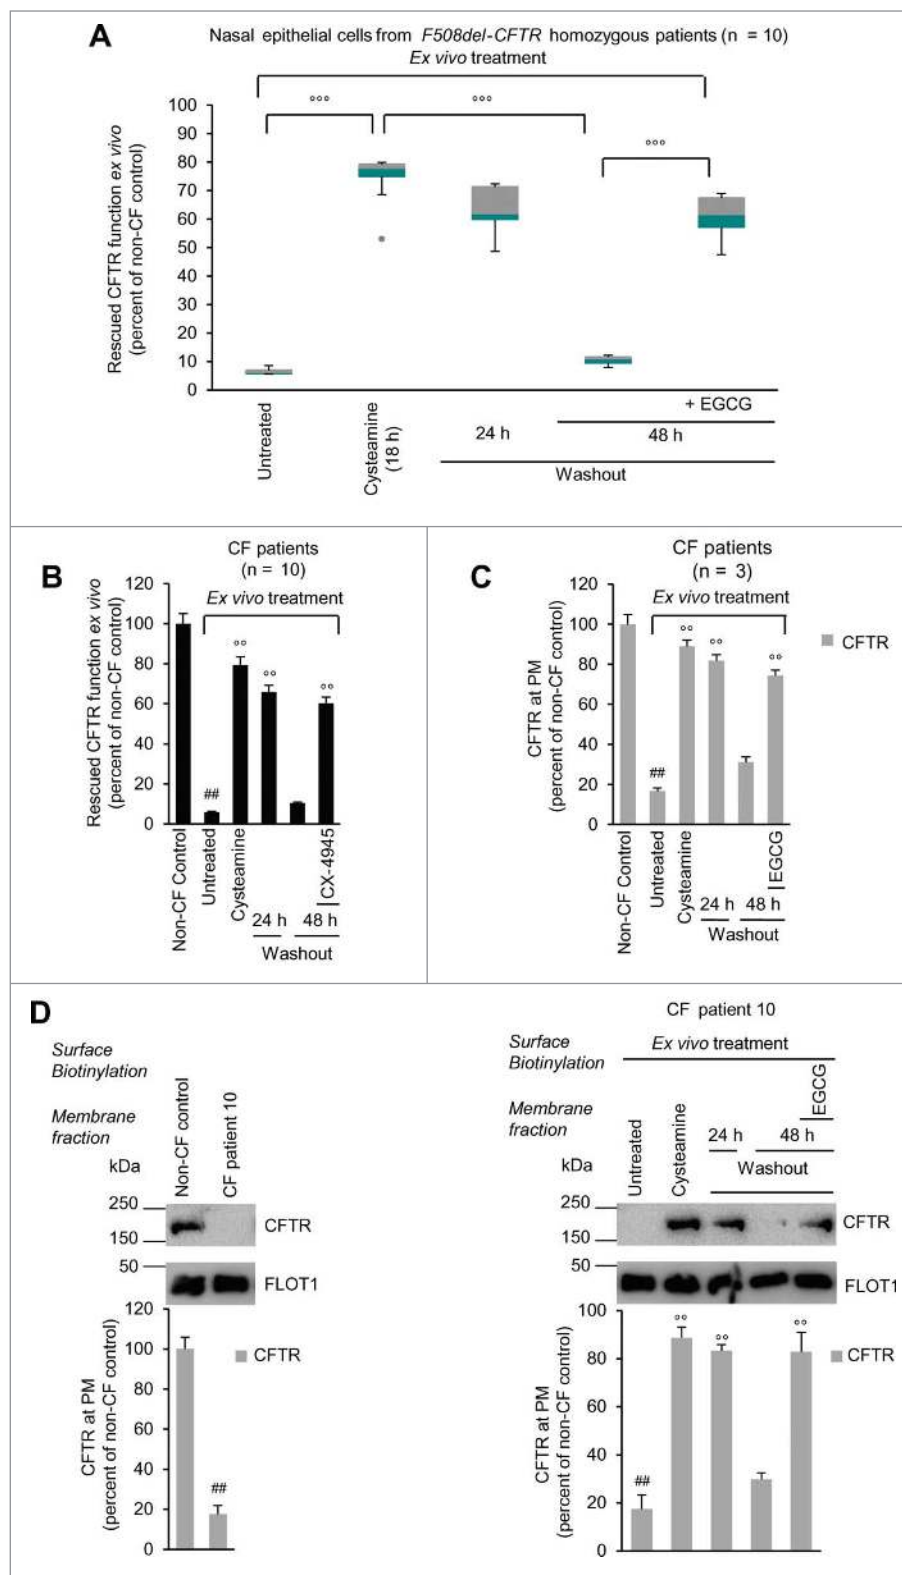 A
Nasal epithelial cells from F508del-CFTR homozygous patients (n = 10)
Ex vivo treatment
Rescued CFTR function ex vivo
(percent of non-CF control)
100
90
80
70
60
50
40
30
20
10
0
°°°
°°°
°°°
Untreated
Cysteamine
(18 h)
+ EGCG
24 h
48 h
Washout
B
CF patients
(n = 10)
Ex vivo treatment
Rescued CFTR function ex vivo
(percent of non-CF control)
120
100
80
60
40
20
0
##
°°
°°
°°
Non-CF Control
Untreated
Cysteamine
CX-4945
24 h
48 h
Washout
C
CF patients
(n = 3)
Ex vivo treatment
CFTR at PM
(percent of non-CF control)
120
100
80
60
40
20
0
##
°°
°°
°°
CFTR
Non-CF Control
Untreated
Cysteamine
EGCG
24 h
48 h
Washout
D
Surface
Biotinylation
Membrane
fraction
Non-CF control
CF patient 10
kDa
250
150
CFTR
50
FLOT1
CFTR at PM
(percent of non-CF control)
120
100
80
60
40
20
0
##
CFTR
CF patient 10
Surface
Biotinylation
Ex vivo treatment
Membrane
fraction
Untreated
Cysteamine
EGCG
24 h
48 h
Washout
kDa
250
150
CFTR
50
FLOT1
CFTR at PM
(percent of non-CF control)
100
80
60
40
20
0
##
°°
°°
°°
CFTR